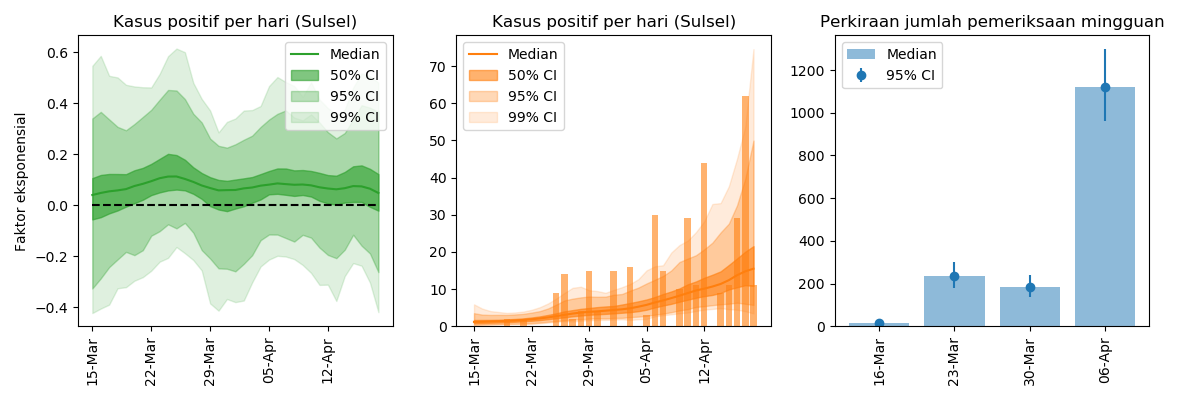 Kasus positif per hari (Sulsel)
Faktor eksponensial
0.6
0.4
0.2
0.0
−0.2
−0.4
Median
50% CI
95% CI
99% CI
15-Mar
22-Mar
29-Mar
05-Apr
12-Apr
Kasus positif per hari (Sulsel)
70
60
50
40
30
20
10
0
Median
50% CI
95% CI
99% CI
15-Mar
22-Mar
29-Mar
05-Apr
12-Apr
Perkiraan jumlah pemeriksaan mingguan
1200
1000
800
600
400
200
0
Median
95% CI
16-Mar
23-Mar
30-Mar
06-Apr